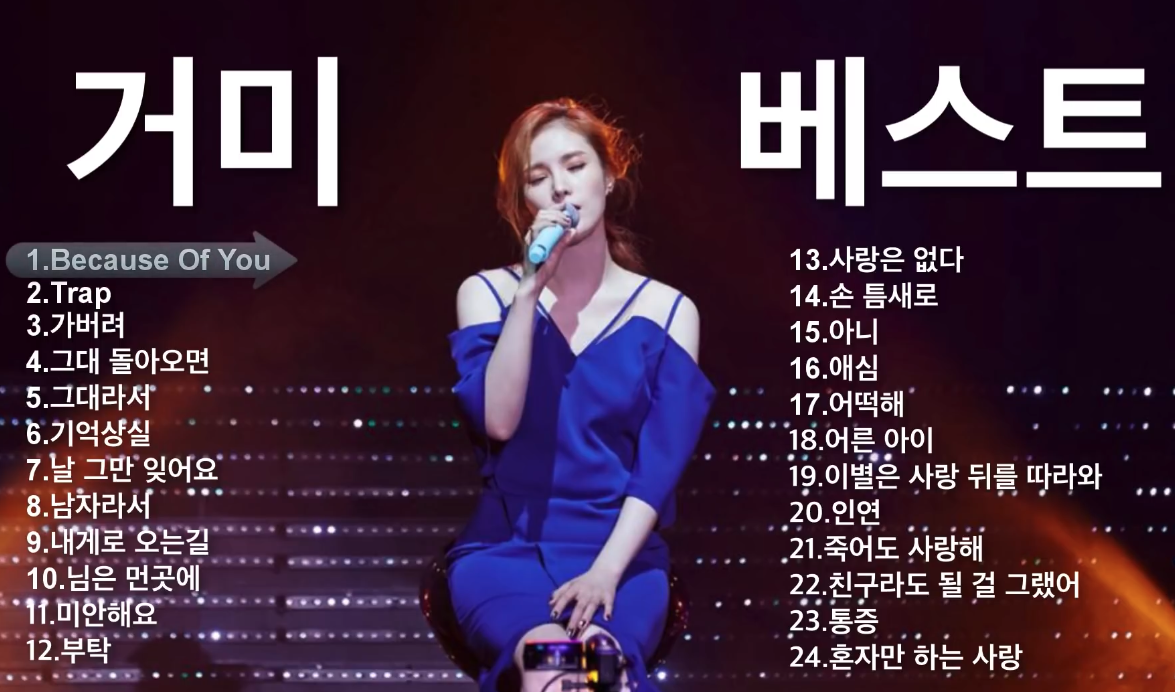 거미 베스트
1.Because Of You
2.Trap
3.가버려
4.그대 돌아오면
5.그대라서
6.기억상실
7.날 그만 잊어요
8.남자라서
9.내게로 오는길
10.님은 먼곳에
11.미안해요
12.부탁
13.사랑은 없다
14.손 틈새로
15.아니
16.애심
17.어떡해
18.어른 아이
19.이별은 사랑 뒤를 따라와
20.인연
21.죽어도 사랑해
22.친구라도 될 걸 그랬어
23.통증
24.혼자만 하는 사랑